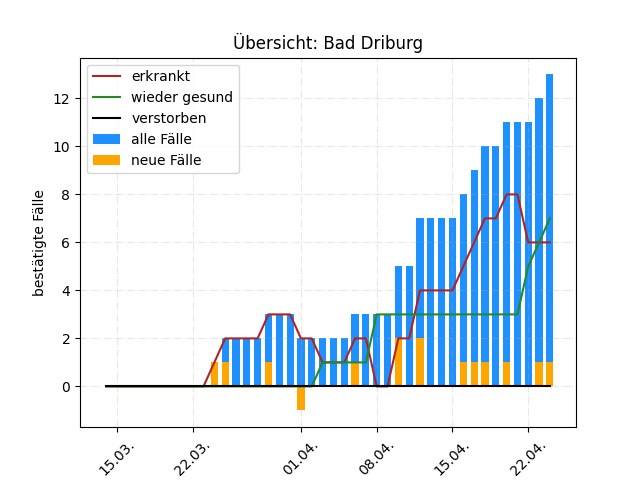 Übersicht: Bad Driburg
erkrankt
wieder gesund
verstorben
alle Fälle
neue Fälle
bestätigte Fälle
12
10
8
6
4
2
0
15.03.
22.03.
01.04.
08.04.
15.04.
22.04.